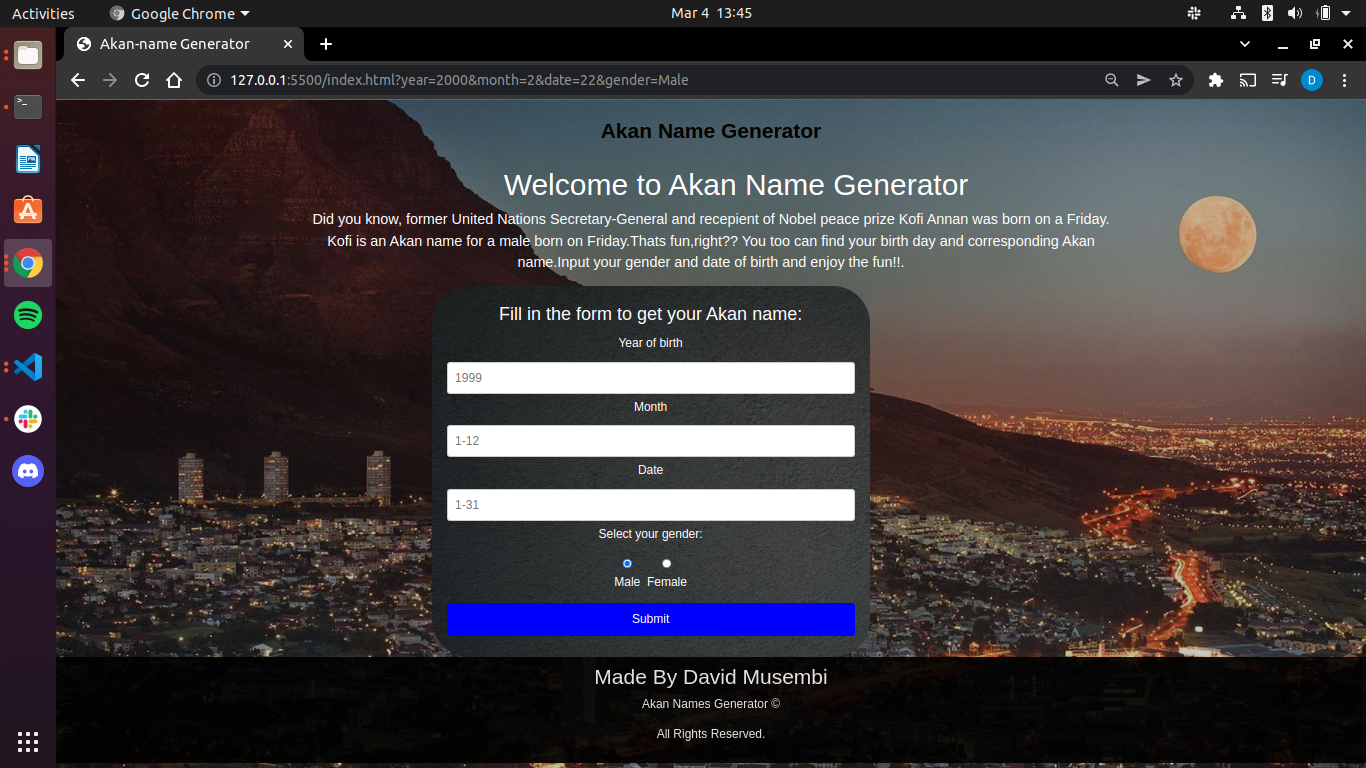 Activities
Google Chrome
Mar 4 13:45
Akan-name Generator
127.0.0.1:5500/index.html?year=2000&month=2&date=22&gender=Male
D
Akan Name Generator
Welcome to Akan Name Generator
Did you know, former United Nations Secretary-General and recepient of Nobel peace prize Kofi Annan was born on a Friday.
Kofi is an Akan name for a male born on Friday.Thats fun,right?? You too can find your birth day and corresponding Akan
name.Input your gender and date of birth and enjoy the fun!!.
Fill in the form to get your Akan name:
Year of birth
1999
Month
1-12
Date
1-31
Select your gender:
Male Female
Submit
Made By David Musembi
Akan Names Generator ©
All Rights Reserved.